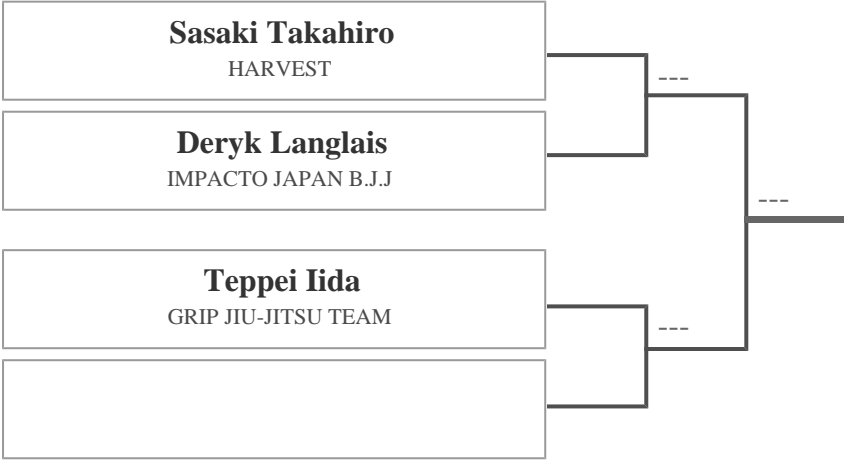 Sasaki Takahiro
HARVEST
---
Deryk Langlais
IMPACTO JAPAN B.J.J
---
Teppei Iida
GRIP JIU-JITSU TEAM
---